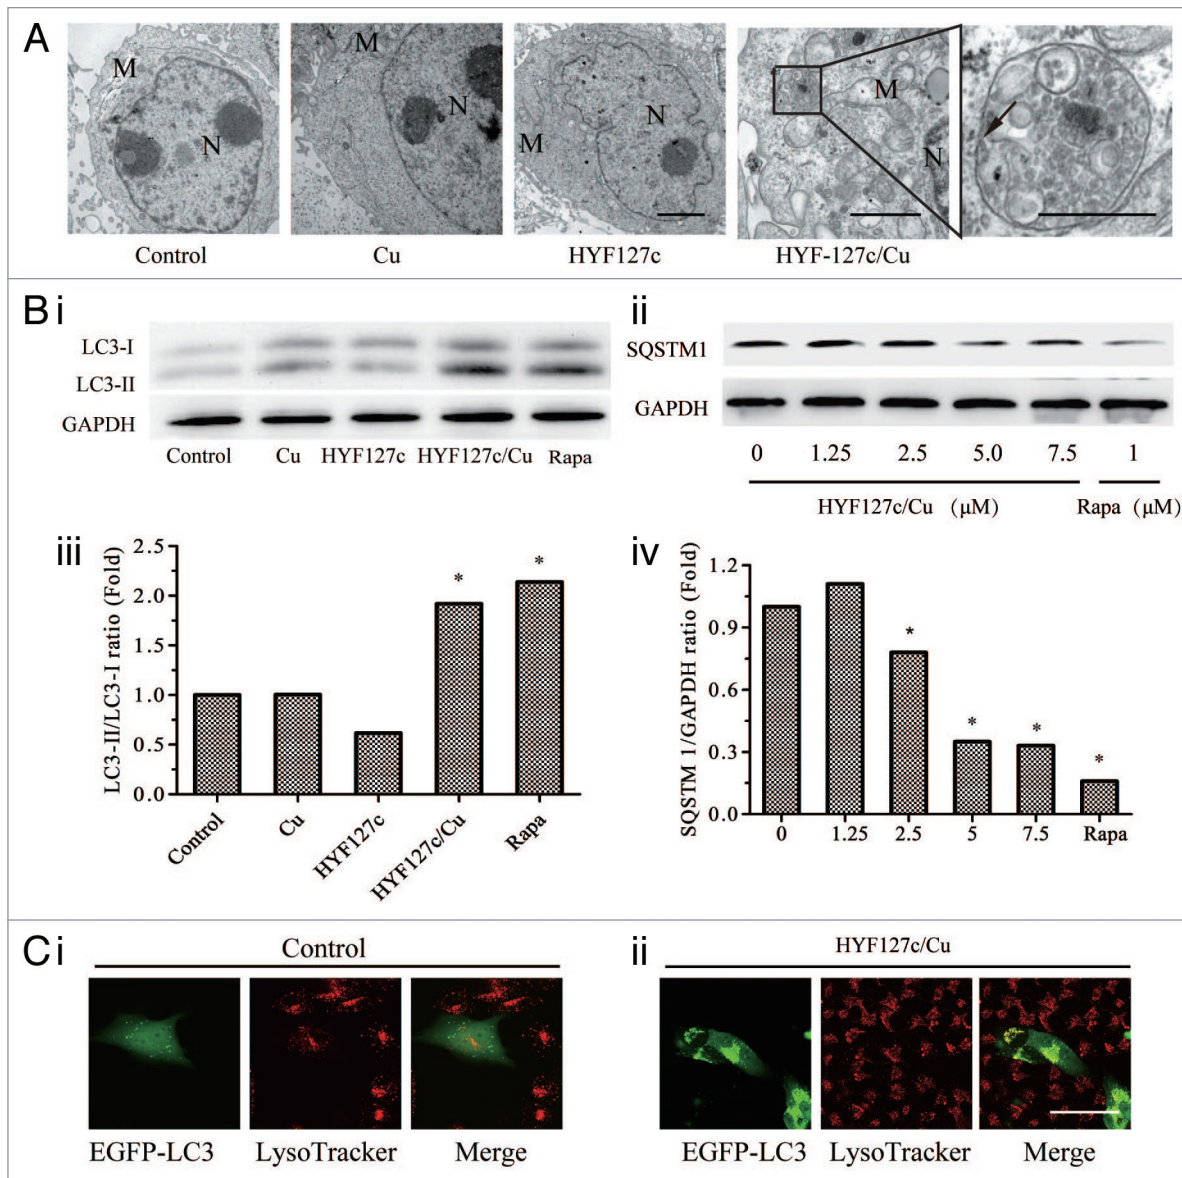 A
M
N
M
N
M
N
M
N
Control
Cu
HYF127c
HYF-127c/Cu
B i
LC3-I
LC3-II
GAPDH
Control Cu HYF127c HYF127c/Cu Rapa
ii
SQSTM1
GAPDH
0 1.25 2.5 5.0 7.5 1
HYF127c/Cu (μM) Rapa (μM)
iii
LC3-II/LC3-I ratio (Fold)
2.5
2.0
1.5
1.0
0.5
0.0
* *
Control Cu HYF127c HYF127c/Cu Rapa
iv
SQSTM 1/GAPDH ratio (Fold)
1.2
0.9
0.6
0.3
0.0
* * * *
0 1.25 2.5 5 7.5 Rapa
C i
Control
EGFP-LC3 LysoTracker Merge
ii
HYF127c/Cu
EGFP-LC3 LysoTracker Merge